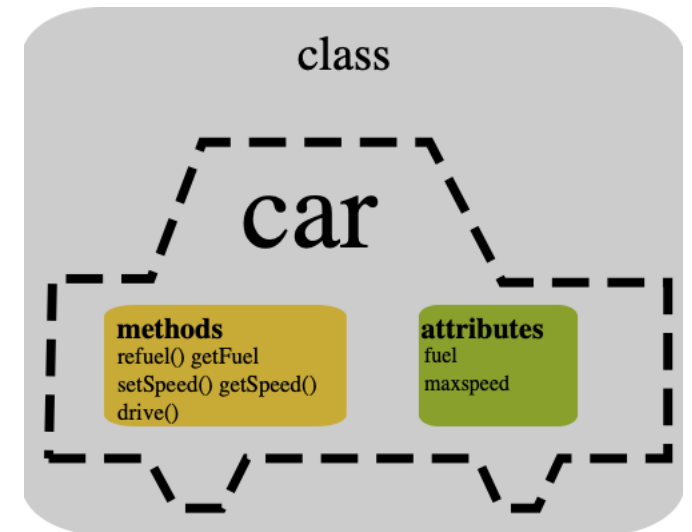 class
car
methods
refuel() getFuel
setSpeed() getSpeed()
drive()
attributes
fuel
maxspeed